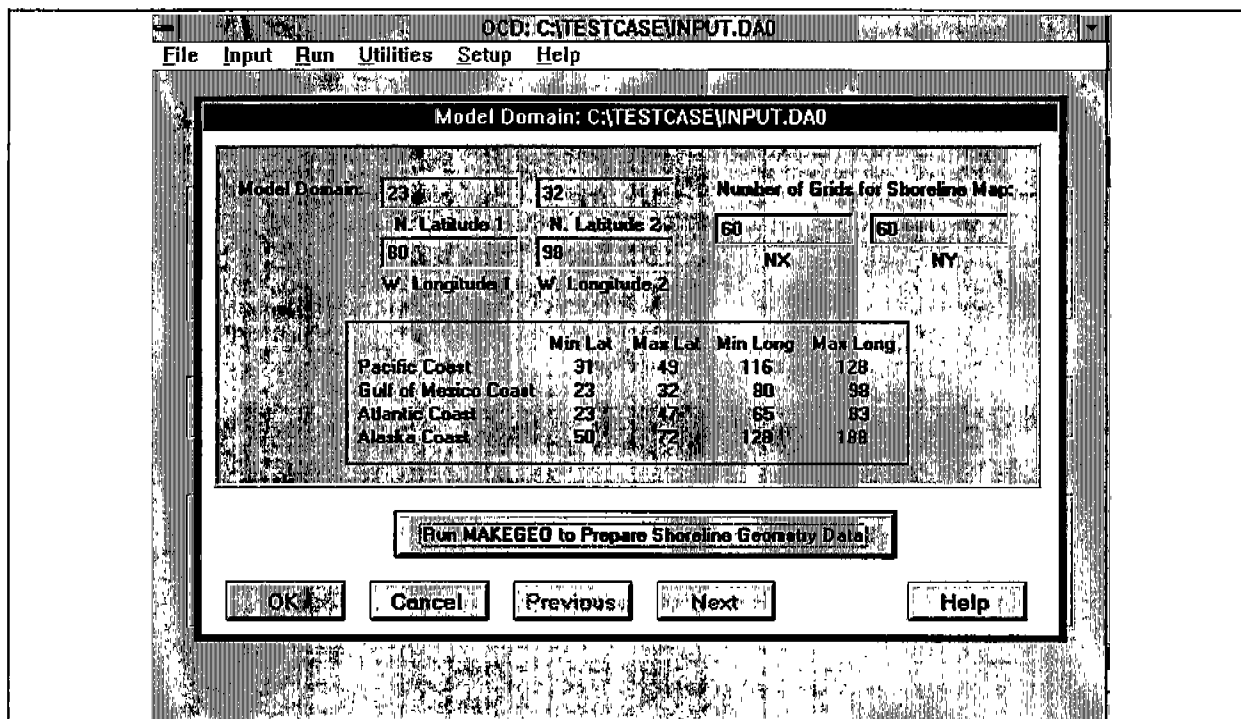 OCD: C:\TESTCASE\INPUT.DA0
File Input Run Utilities Setup Help
Model Domain: C:\TESTCASE\INPUT.DA0
Model Domain: 23 32 Number of Grids for Shoreline Map:
N. Latitude 1 N. Latitude 2 60 60
80 98 NX NY
W. Longitude 1 W. Longitude 2
Min Lat Max Lat Min Long Max Long
Pacific Coast 31 49 116 128
Gulf of Mexico Coast 23 32 80 98
Atlantic Coast 23 47 65 83
Alaska Coast 50 72 128 188
Run MAKEGEO to Prepare Shoreline Geometry Data
OK Cancel Previous Next Help